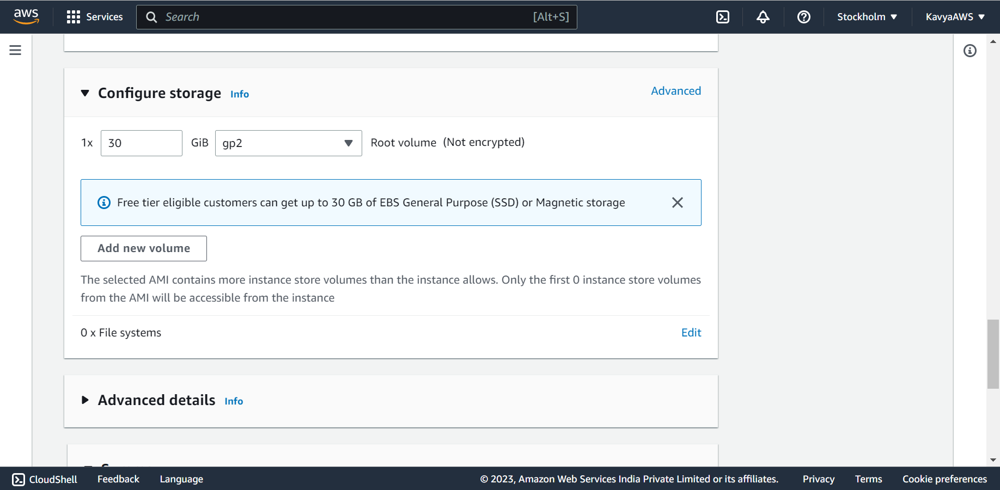 aws
Services
Search [Alt+S]
Stockholm
KavyaAWS
Configure storage Info
Advanced
1x 30 GiB gp2 Root volume (Not encrypted)
Free tier eligible customers can get up to 30 GB of EBS General Purpose (SSD) or Magnetic storage
Add new volume
The selected AMI contains more instance store volumes than the instance allows. Only the first 0 instance store volumes
from the AMI will be accessible from the instance
0 x File systems
Edit
Advanced details Info
CloudShell
Feedback
Language
© 2023, Amazon Web Services India Private Limited or its affiliates.
Privacy
Terms
Cookie preferences